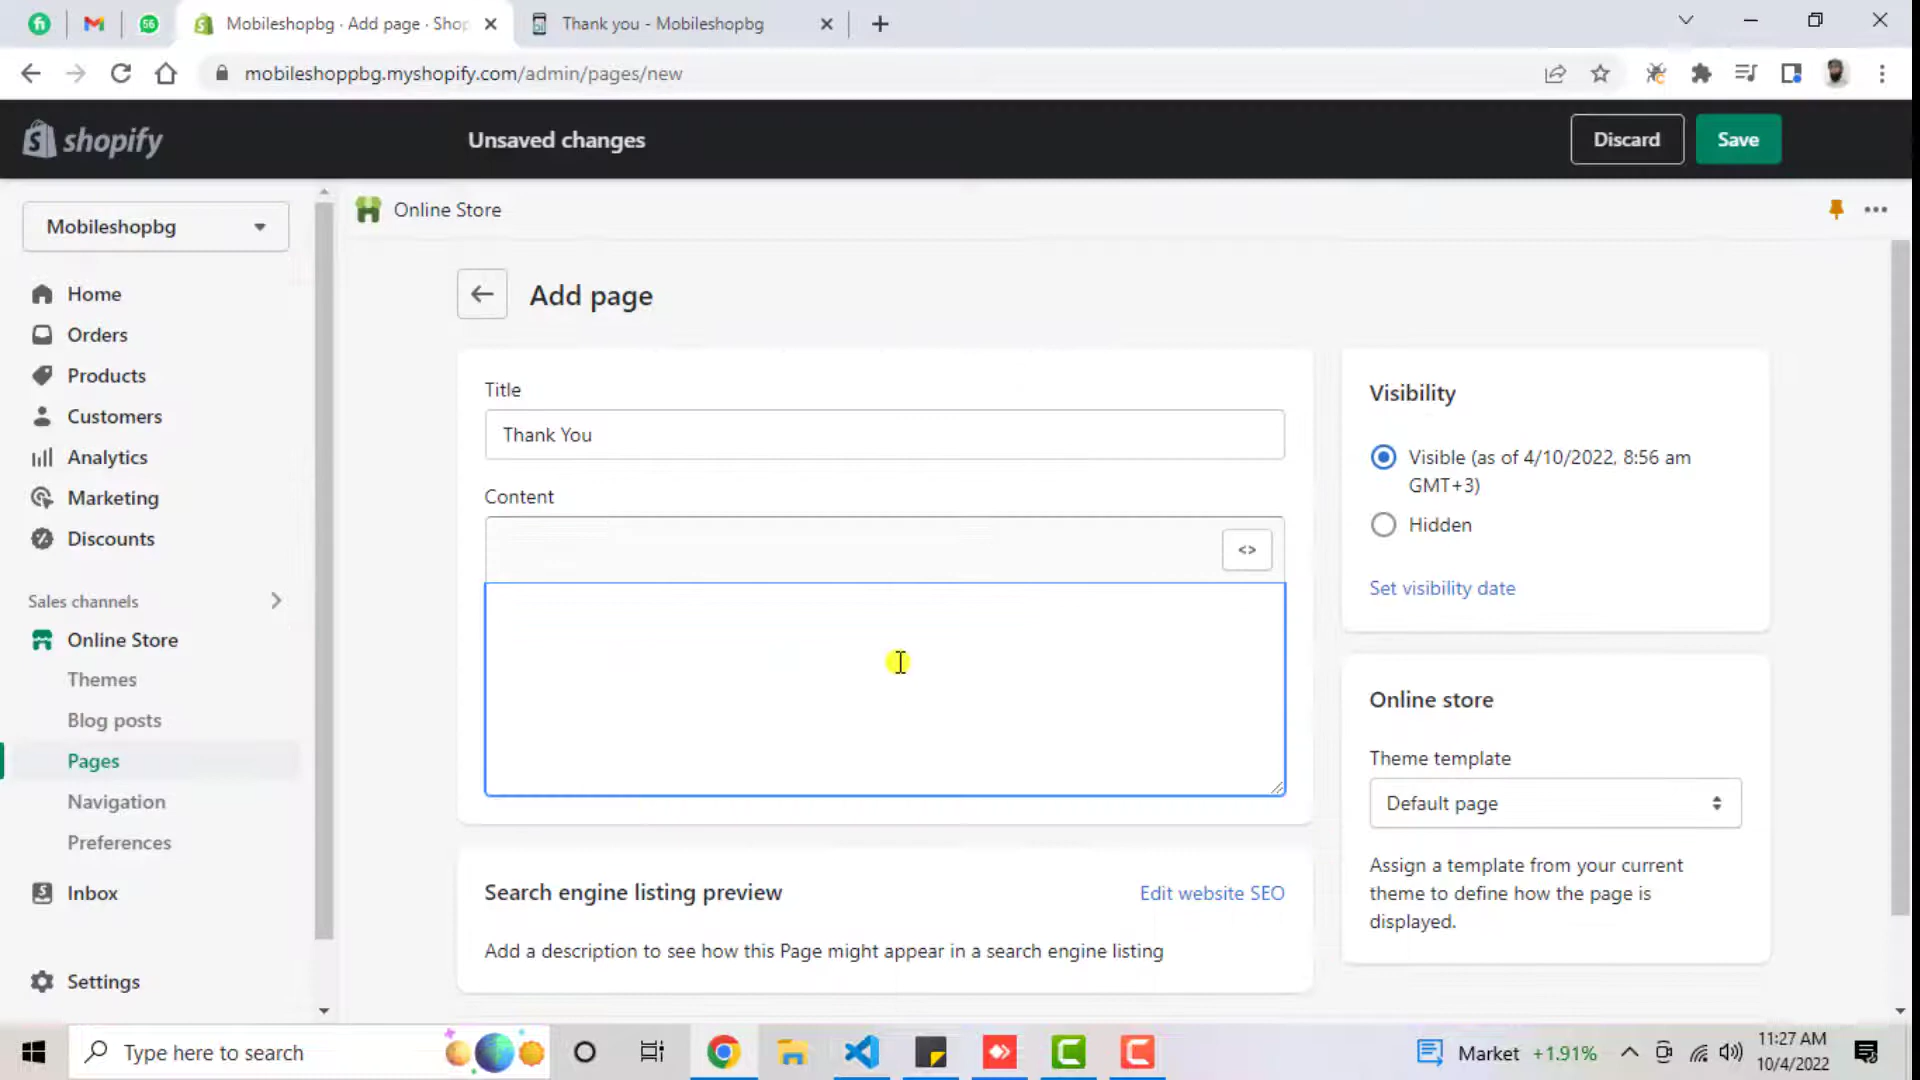 56
Mobileshopbg · Add page · Shop
Thank you - Mobileshopbg
mobileshoppbg.myshopify.com/admin/pages/new
shopify
Unsaved changes
Discard
Save
Mobileshopbg
Online Store
Home
Add page
Orders
Products
Title
Visibility
Customers
Thank You
Analytics
Visible (as of 4/10/2022, 8:56 am
GMT+3)
Marketing
Content
Hidden
Discounts
<>
Set visibility date
Sales channels
Online Store
Themes
Online store
Blog posts
Pages
Theme template
Navigation
Default page
Preferences
Assign a template from your current
theme to define how the page is
displayed.
Inbox
Search engine listing preview
Edit website SEO
Add a description to see how this Page might appear in a search engine listing
Settings
Type here to search
Market +1.91%
11:27 AM
10/4/2022